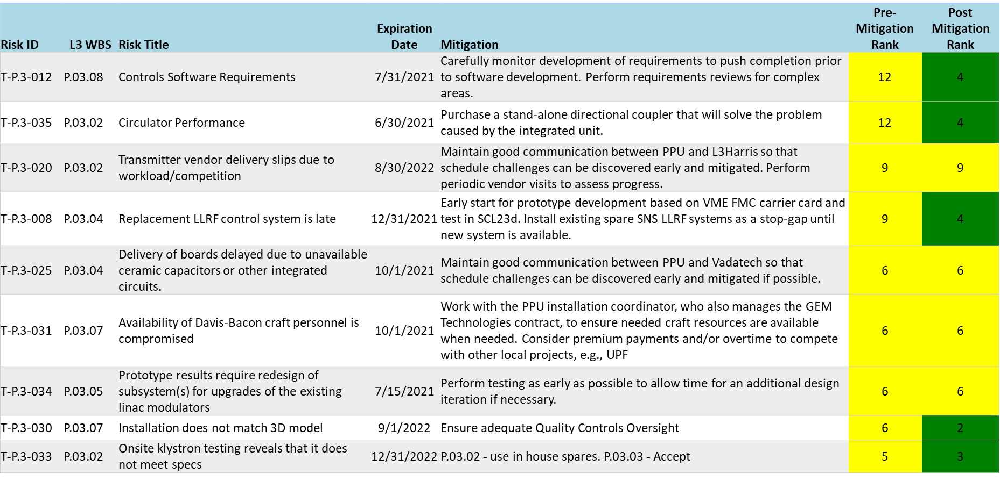 Risk ID L3 WBS Risk Title Expiration Date Mitigation Pre-Mitigation Rank Post Mitigation Rank
T-P.3-012 P.03.08 Controls Software Requirements 7/31/2021 Carefully monitor development of requirements to push completion prior
to software development. Perform requirements reviews for complex
areas. 12 4
T-P.3-035 P.03.02 Circulator Performance 6/30/2021 Purchase a stand-alone directional coupler that will solve the problem
caused by the integrated unit. 12 4
T-P.3-020 P.03.02 Transmitter vendor delivery slips due to
workload/competition 8/30/2022 Maintain good communication between PPU and L3Harris so that
schedule challenges can be discovered early and mitigated. Perform
periodic vendor visits to assess progress. 9 9
T-P.3-008 P.03.04 Replacement LLRF control system is late 12/31/2021 Early start for prototype development based on VME FMC carrier card and
test in SCL23d. Install existing spare SNS LLRF systems as a stop-gap until
new system is available. 9 4
T-P.3-025 P.03.04 Delivery of boards delayed due to unavailable
ceramic capacitors or other integrated
circuits. 10/1/2021 Maintain good communication between PPU and Vadatech so that
schedule challenges can be discovered early and mitigated if possible. 6 6
T-P.3-031 P.03.07 Availability of Davis-Bacon craft personnel is
compromised 10/1/2021 Work with the PPU installation coordinator, who also manages the GEM
Technologies contract, to ensure needed craft resources are available
when needed. Consider premium payments and/or overtime to compete
with other local projects, e.g., UPF 6 6
T-P.3-034 P.03.05 Prototype results require redesign of
subsystem(s) for upgrades of the existing
linac modulators 7/15/2021 Perform testing as early as possible to allow time for an additional design
iteration if necessary. 6 6
T-P.3-030 P.03.07 Installation does not match 3D model 9/1/2022 Ensure adequate Quality Controls Oversight 6 2
T-P.3-033 P.03.02 Onsite klystron testing reveals that it does
not meet specs 12/31/2022 P.03.02 - use in house spares. P.03.03 - Accept 5 3